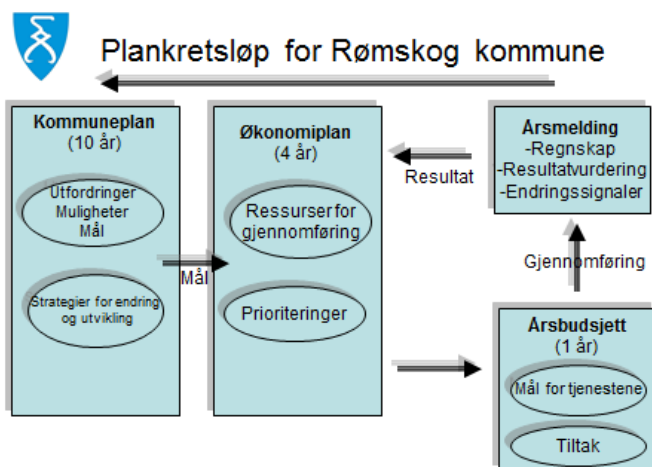 Plankretsløp for Rømskog kommune
Kommuneplan
(10 år)
Utfordringer
Muligheter
Mål
Strategier for endring
og utvikling
Mål
Økonomiplan
(4 år)
Ressurser for
gjennomføring
Prioriteringer
Resultat
Årsmelding
-Regnskap
-Resultatvurdering
-Endringssignaler
Gjennomføring
Årsbudsjett
(1 år)
Mål for tjenestene
Tiltak